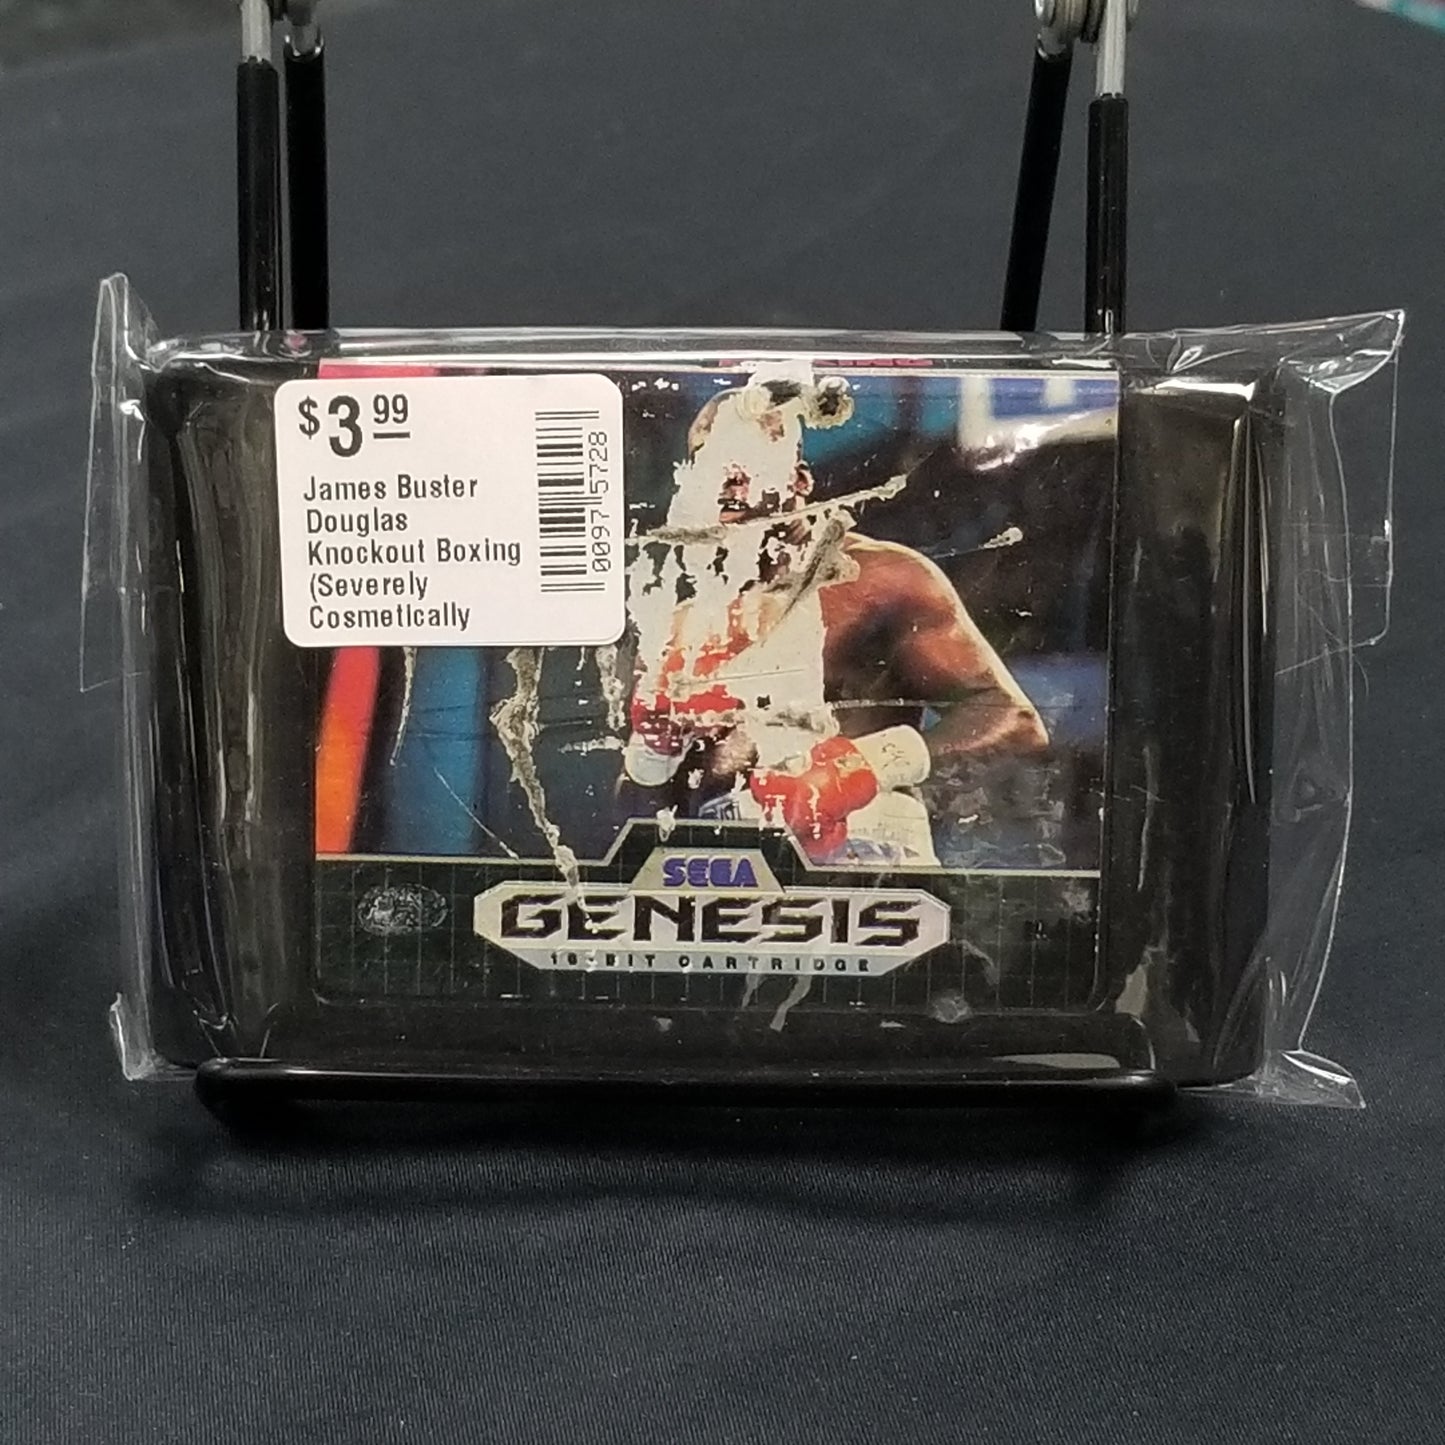 $3 99
James Buster
Douglas
Knockout Boxing
(Severely
Cosmetically
0097 5728
SEGA
GENESIS
16-BIT CARTRIDGE